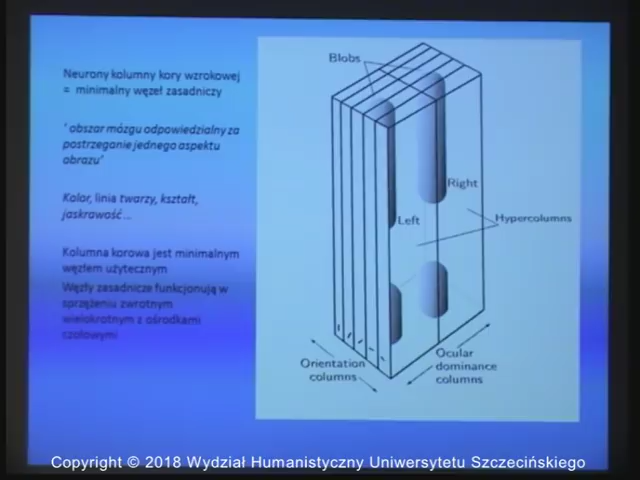 Neurony kolumny kory wzrokowej
= minimalny węzeł zasadniczy
' obszar mózgu odpowiedzialny za
postrzeganie jednego aspektu
obrazu'
Kolor, linia twarzy, kształt,
jaskrawość ...
Kolumna korowa jest minimalnym
węzłem użytecznym
Węzły zasadnicze funkcjonują w
sprzężeniu zwrotnym
wielokrotnym z ośrodkami
czołowymi
Blobs
Right
Left
Hypercolumns
Orientation
columns
Ocular
dominance
columns
Copyright © 2018 Wydział Humanistyczny Uniwersytetu Szczecińskiego